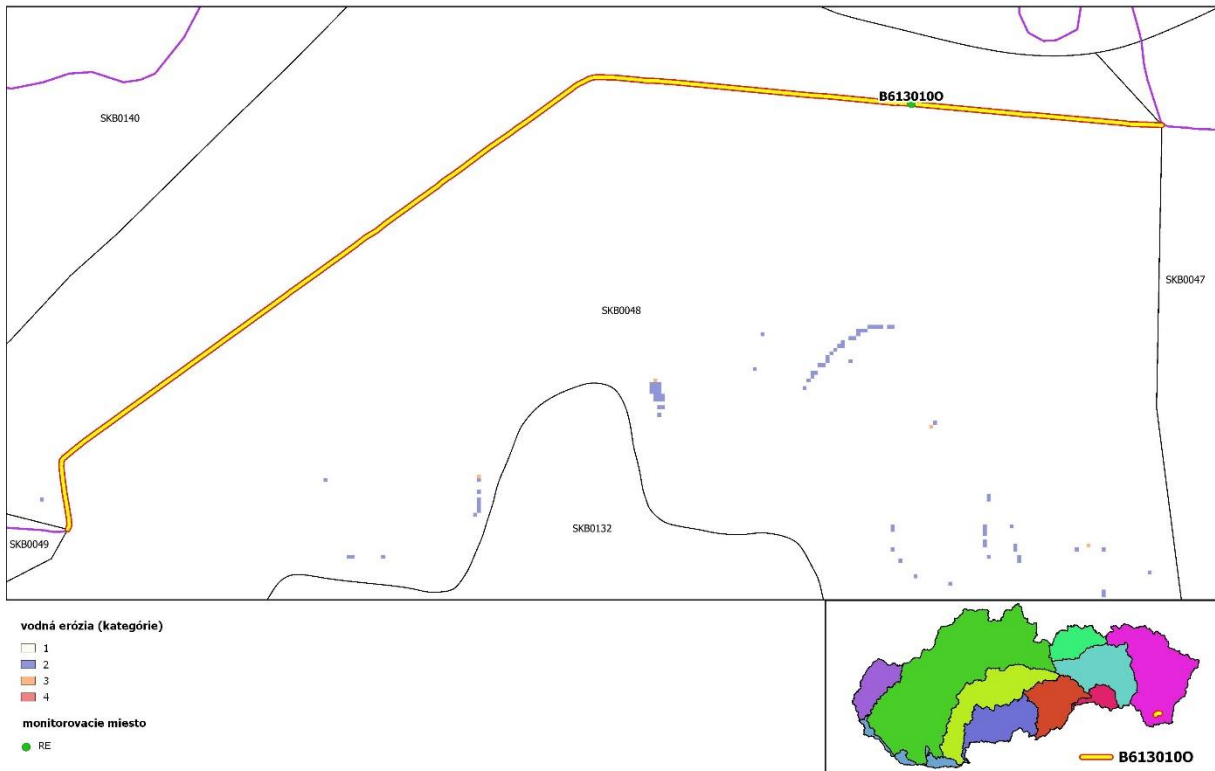 B613010O
SKB0140
SKB0047
SKB0048
SKB0132
SKB0049
vodná erózia (kategórie)
1
2
3
4
monitorovacie miesto
RE
B613010O